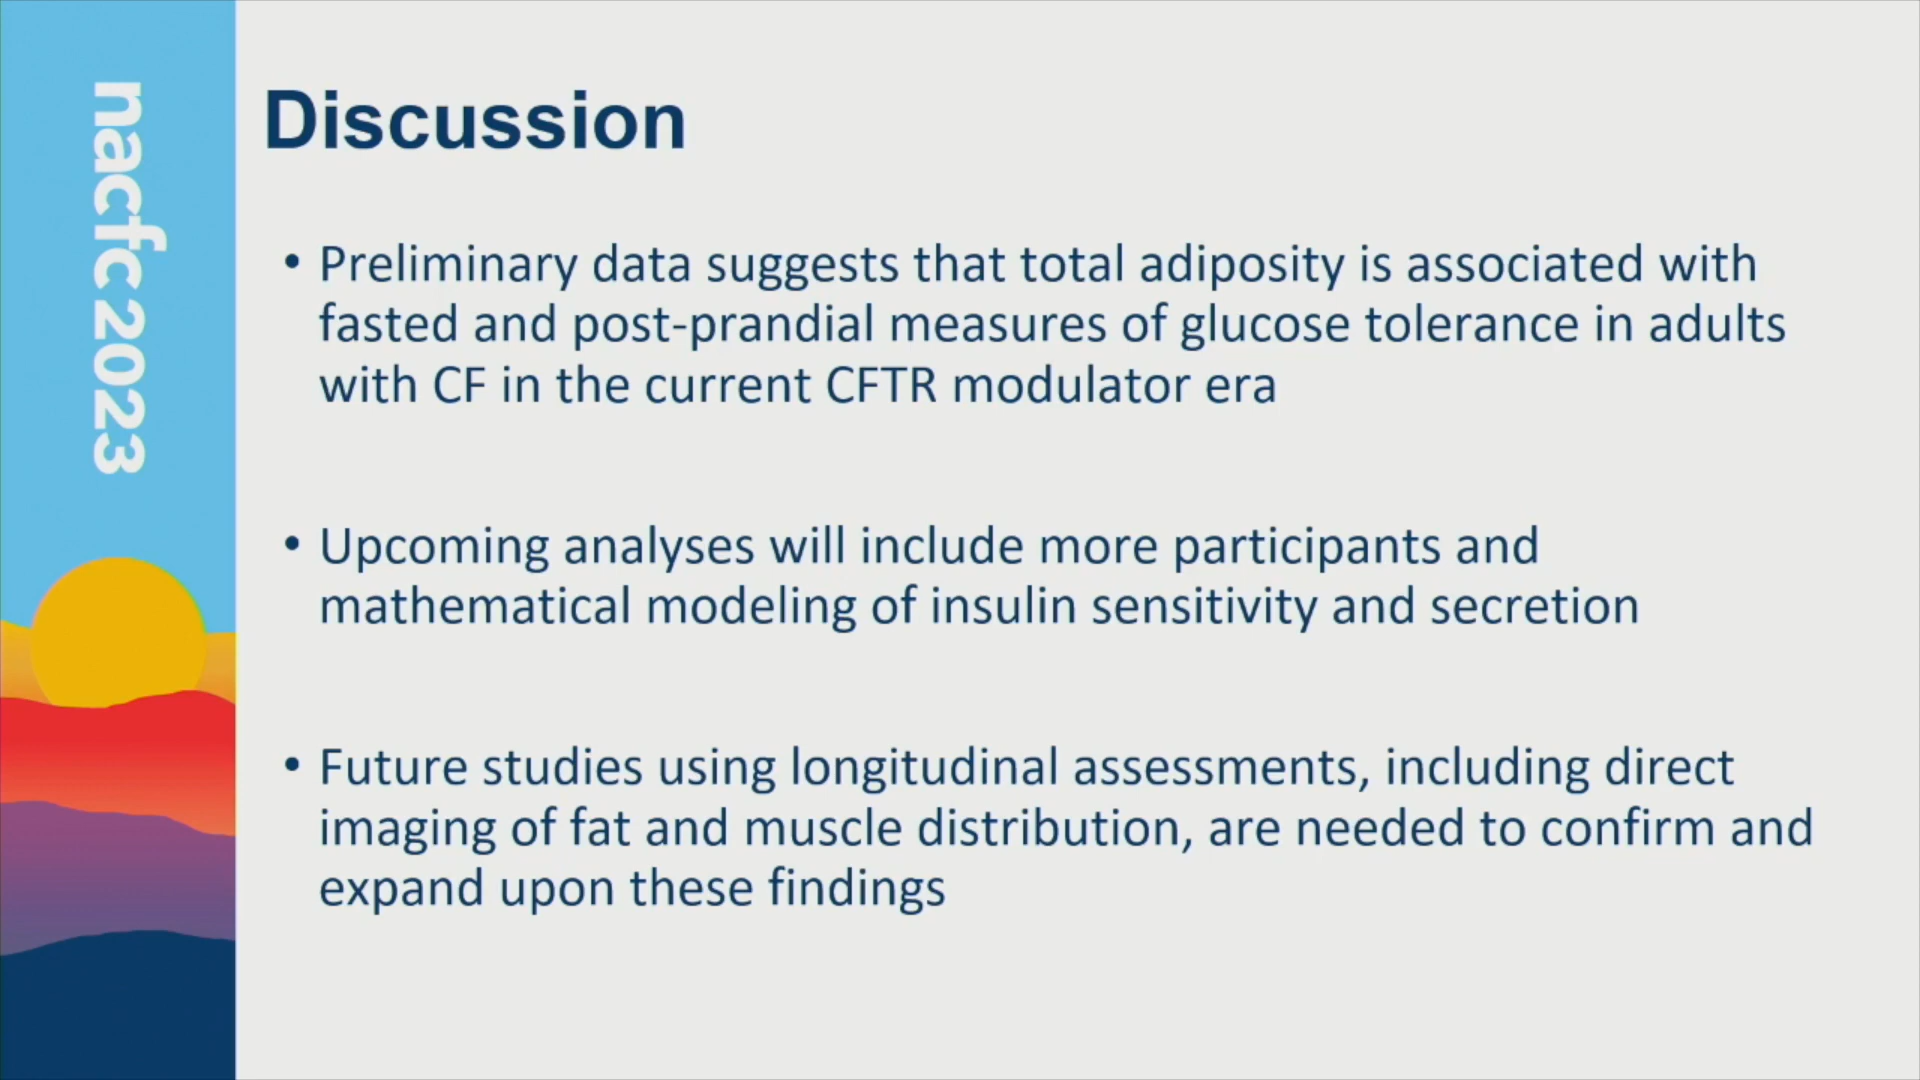 nacfc 2023
Discussion
• Preliminary data suggests that total adiposity is associated with
fasted and post-prandial measures of glucose tolerance in adults
with CF in the current CFTR modulator era
• Upcoming analyses will include more participants and
mathematical modeling of insulin sensitivity and secretion
• Future studies using longitudinal assessments, including direct
imaging of fat and muscle distribution, are needed to confirm and
expand upon these findings